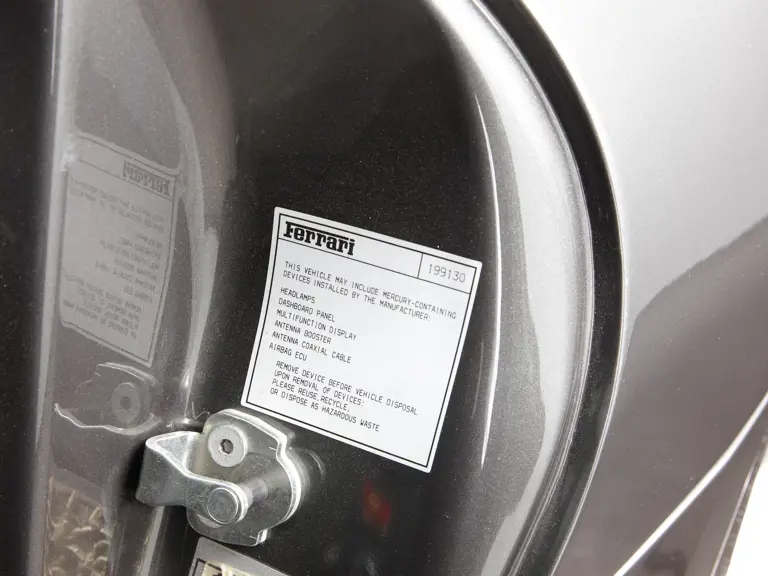 Ferrari
199130
THIS VEHICLE MAY INCLUDE MERCURY-CONTAINING
DEVICES INSTALLED BY THE MANUFACTURER:
HEADLAMPS
DASHBOARD PANEL
MULTIFUNCTION DISPLAY
ANTENNA BOOSTER
ANTENNA COAXIAL CABLE
AIRBAG ECU
REMOVE DEVICE BEFORE VEHICLE DISPOSAL
UPON REMOVAL OF DEVICES:
PLEASE REUSE,RECYCLE,
OR DISPOSE AS HAZARDOUS WASTE